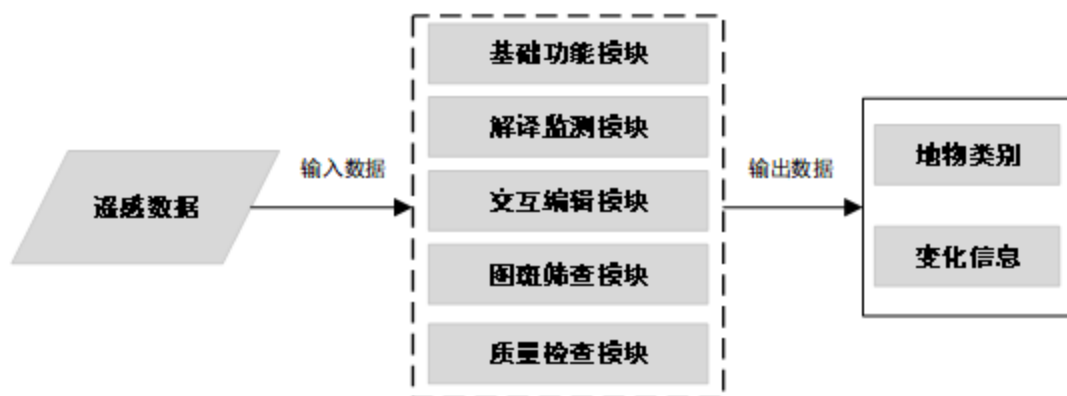 遥感数据
输入数据
基础功能模块
解译监测模块
交互编辑模块
图斑筛查模块
质量检查模块
输出数据
地物类别
变化信息